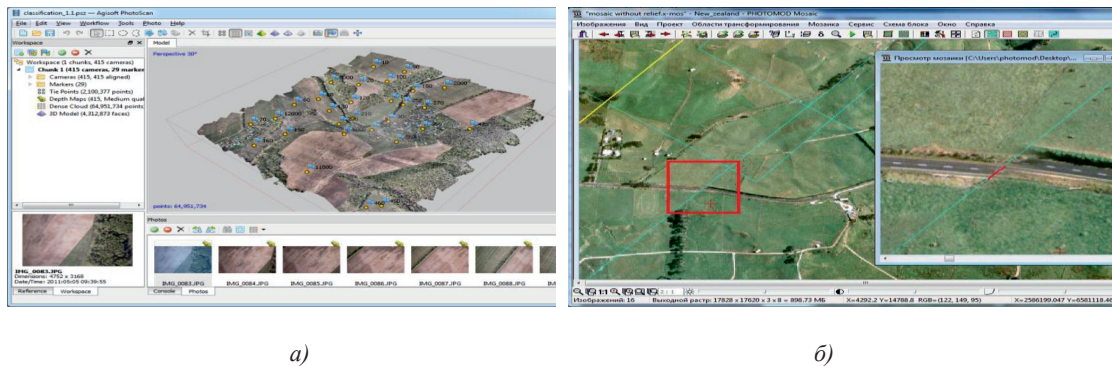 classification_1.1.psz — Agisoft PhotoScan
File Edit View Workflow Tools Photo Help
Workspace
Workspace (1 chunks, 415 cameras)
Chunk 1 (415 cameras, 29 marker
Cameras (415, 415 aligned)
Markers (29)
Tie Points (2,100,377 points)
Depth Maps (415, Medium qual
Dense Cloud (64,951,734 points
3D Model (4,312,873 faces)
IMG_0083.JPG
Dimensions: 4752 x 3168
Date/Time: 2011:05:05 09:39:55
Reference Workspace
Model
Perspective 30°
points: 64,951,734
Photos
IMG_0083.JPG IMG_0084.JPG IMG_0085.JPG IMG_0086.JPG IMG_0087.JPG IMG_0088.JPG
Console Photos
а)
"mosaic without relief.x-mos" - New_zealand - PHOTOMOD Mosaic
Изображения Вид Проект Области трансформирования Мозаика Сервис Схема блока Окно Справка
Просмотр мозаики [C:\Users\photomod\Desktop\...
Изображений: 16 Выходной растр: 17828 x 17620 x 3 x 8 = 898.73 МБ X=4292.2 Y=14788.8 RGB=(122, 149, 95) X=2586199.047 Y=6581118.46
б)